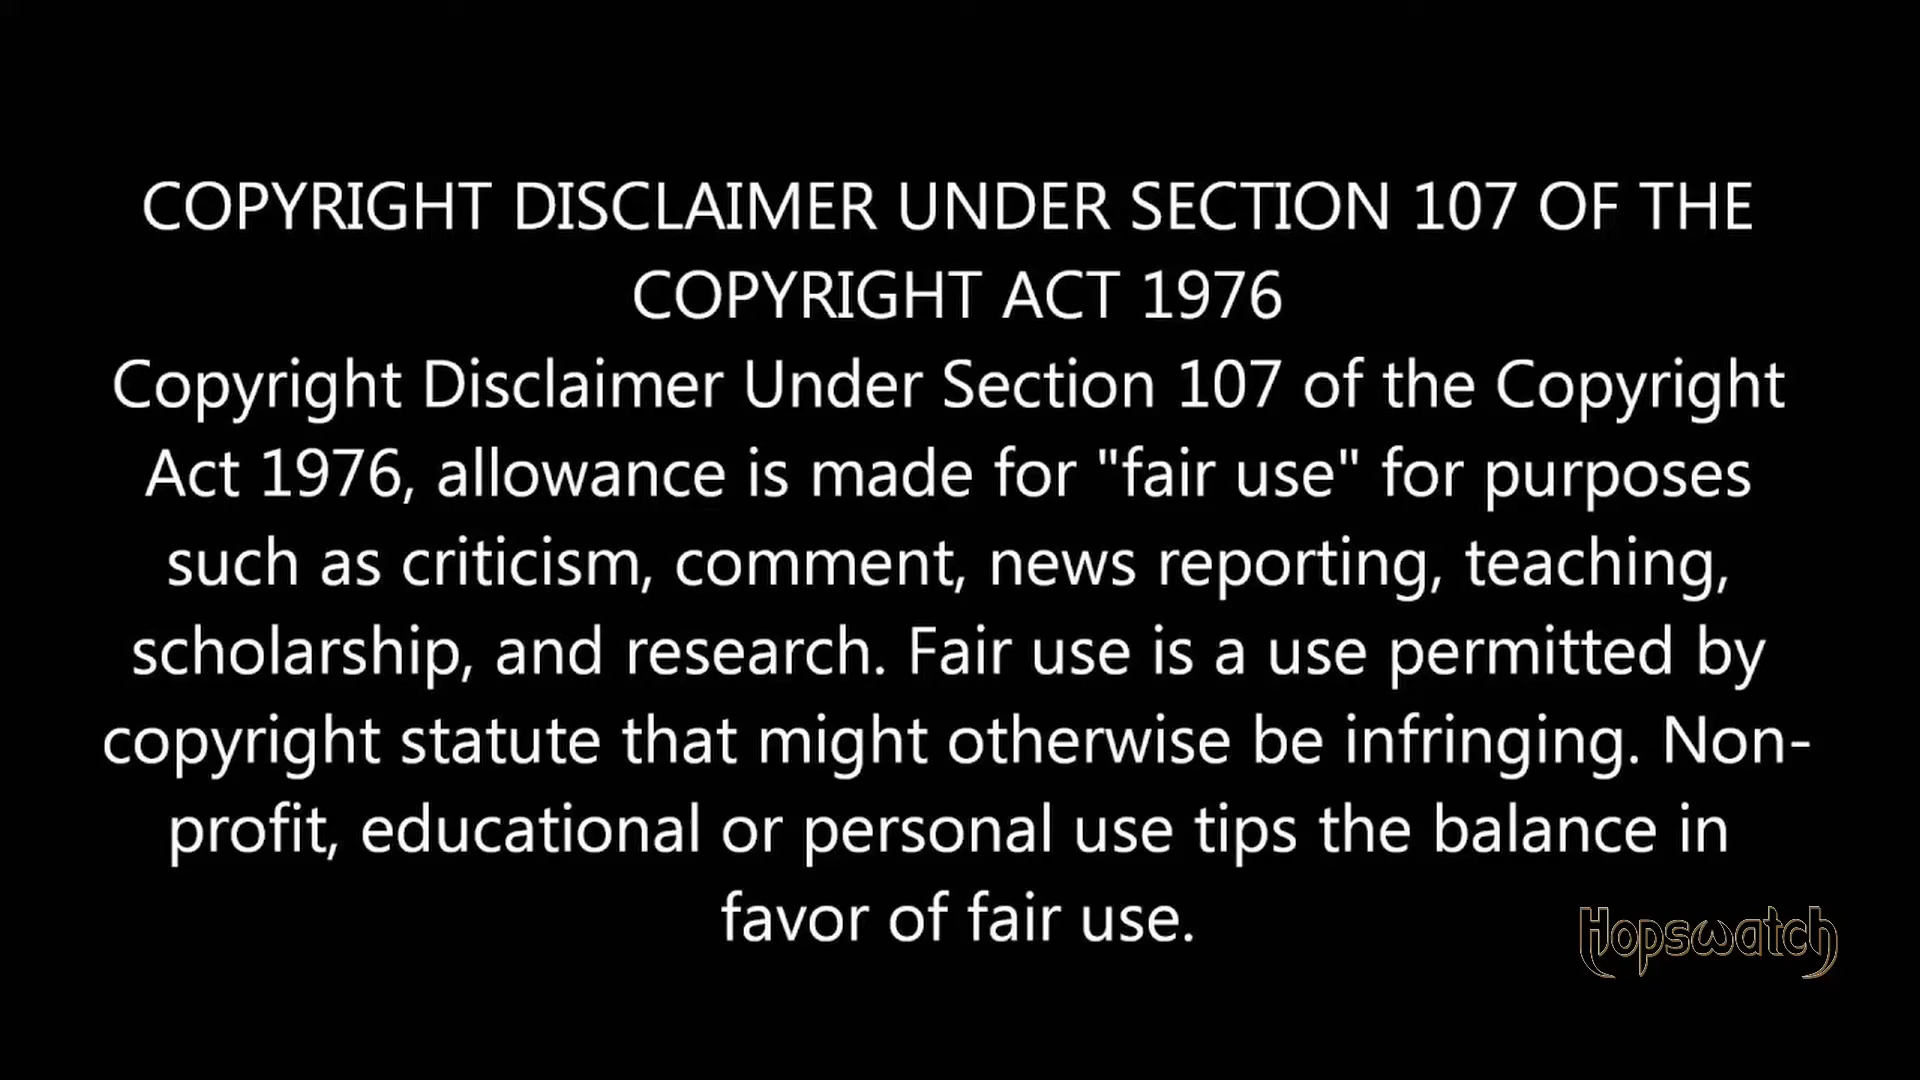 COPYRIGHT DISCLAIMER UNDER SECTION 107 OF THE
COPYRIGHT ACT 1976
Copyright Disclaimer Under Section 107 of the Copyright
Act 1976, allowance is made for "fair use" for purposes
such as criticism, comment, news reporting, teaching,
scholarship, and research. Fair use is a use permitted by
copyright statute that might otherwise be infringing. Non-
profit, educational or personal use tips the balance in
favor of fair use.
Hopswatch